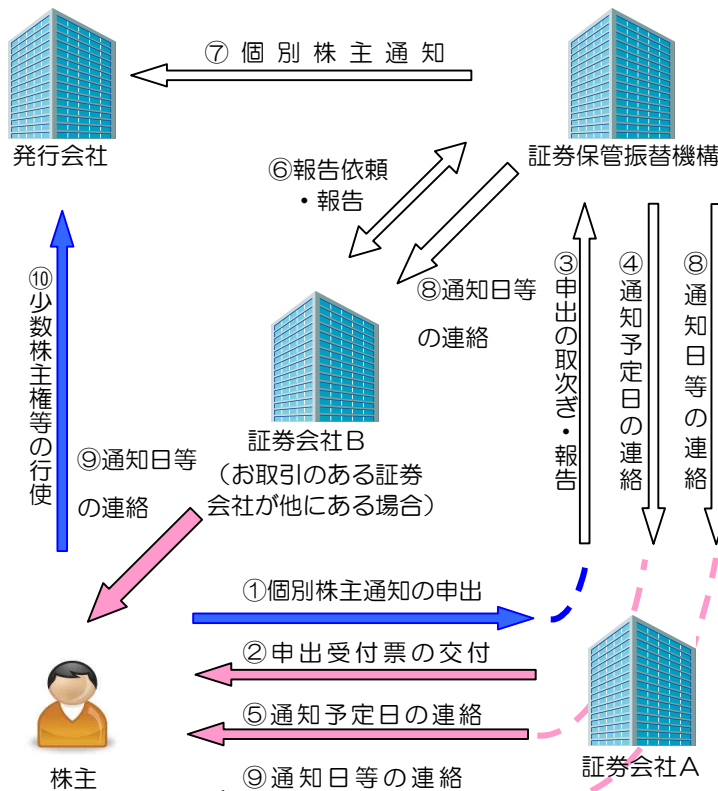 ⑦個別株主通知
発行会社
証券保管振替機構
⑥報告依頼
・報告
⑧通知日等
の連絡
③申出の取次ぎ・報告
④通知予定日の連絡
⑧通知日等の連絡
⑩少数株主権等の行使
証券会社B
(お取引のある証券
会社が他にある場合)
⑨通知日等
の連絡
①個別株主通知の申出
②申出受付票の交付
⑤通知予定日の連絡
⑨通知日等の連絡
株主
証券会社A